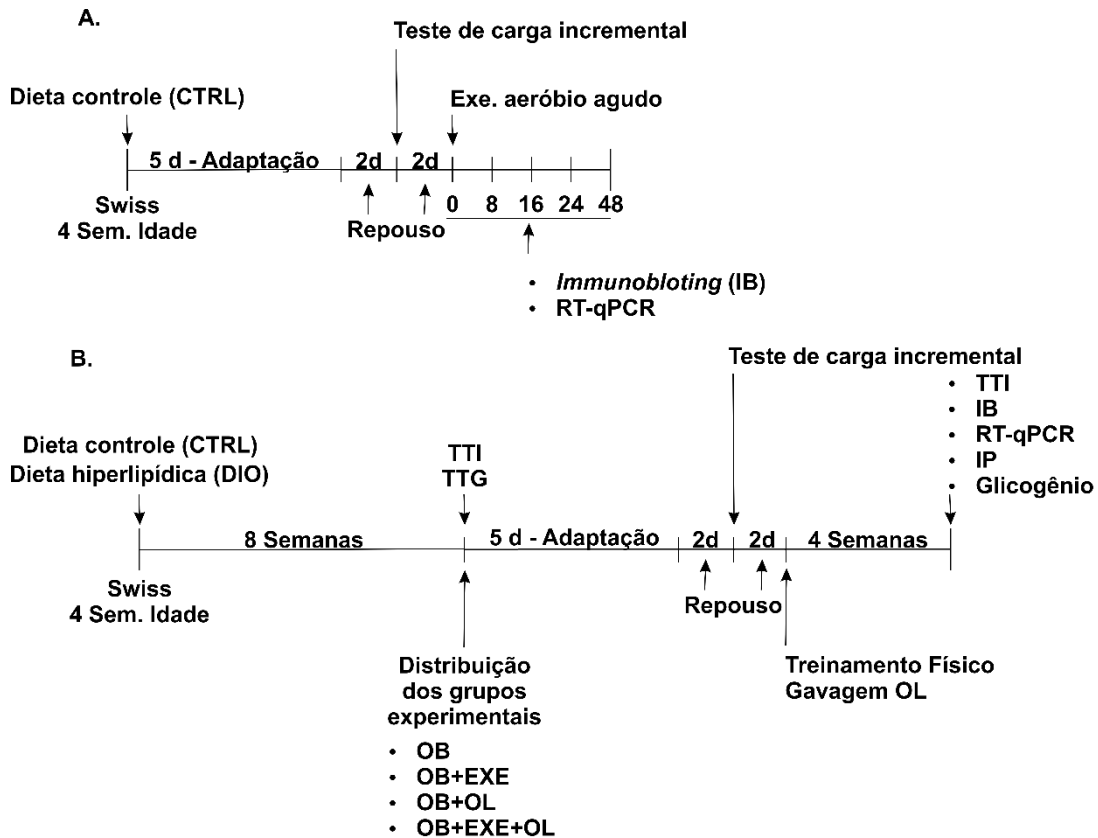 A.
Teste de carga incremental
Dieta controle (CTRL)
Exe. aeróbio agudo
5 d - Adaptação
2d
2d
Swiss
4 Sem. Idade
Repouso
0 8 16 24 48
• Immunobloting (IB)
• RT-qPCR
B.
Teste de carga incremental
• TTI
• IB
• RT-qPCR
• IP
• Glicogênio
Dieta controle (CTRL)
Dieta hiperlipídica (DIO)
TTI
TTG
8 Semanas
5 d - Adaptação
2d
2d
4 Semanas
Swiss
4 Sem. Idade
Repouso
Distribuição
dos grupos
experimentais
• OB
• OB+EXE
• OB+OL
• OB+EXE+OL
Treinamento Físico
Gavagem OL